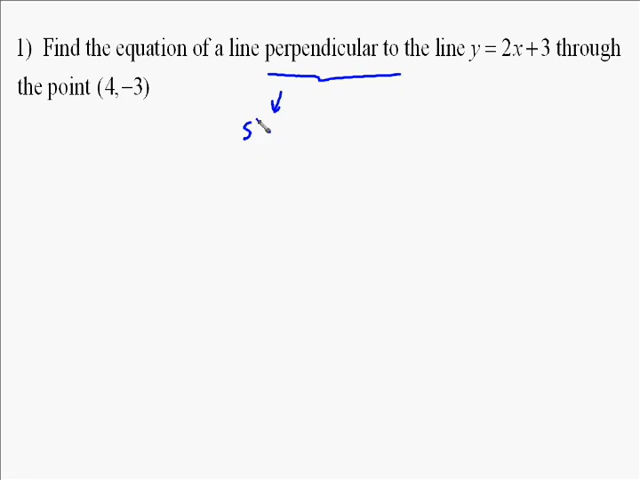 1) Find the equation of a line perpendicular to the line y = 2x + 3 through
the point (4, −3)
s